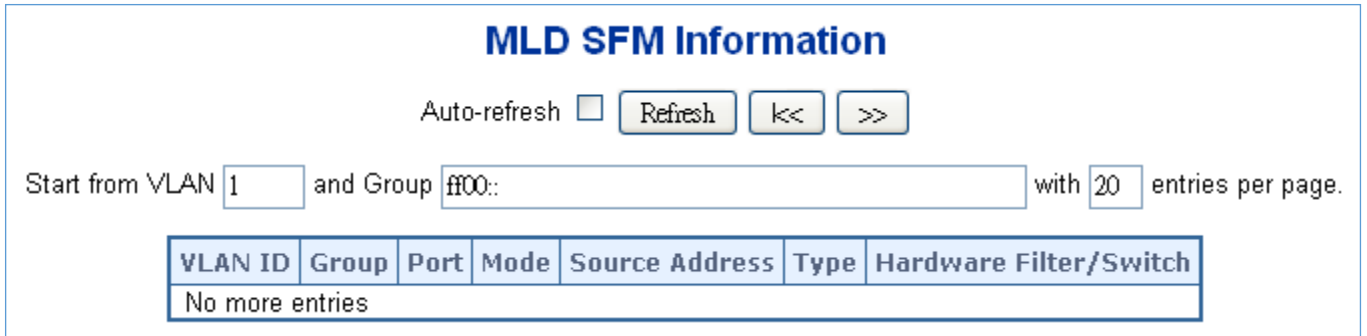 MLD SFM Information
Auto-refresh Refresh |<< >>
Start from VLAN 1 and Group ff00:: with 20 entries per page.
VLAN ID Group Port Mode Source Address Type Hardware Filter/Switch
No more entries